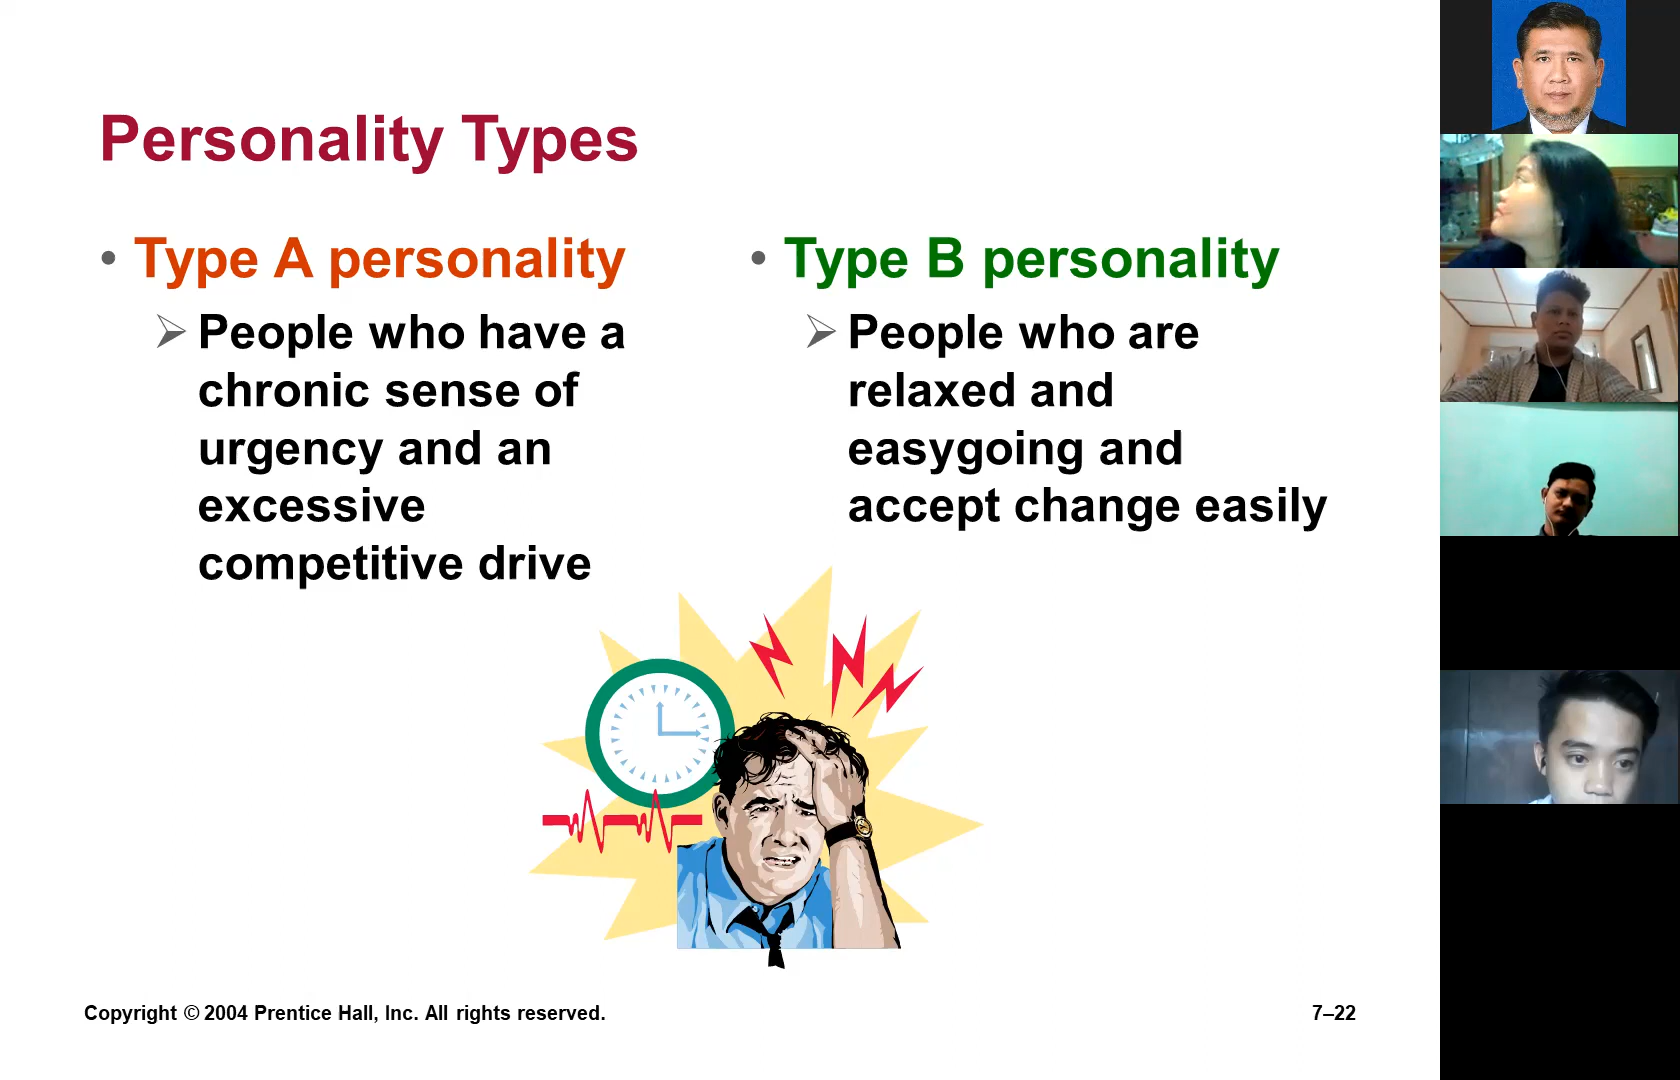 Personality Types
• Type A personality
People who have a
chronic sense of
urgency and an
excessive
competitive drive
• Type B personality
People who are
relaxed and
easygoing and
accept change easily
Copyright © 2004 Prentice Hall, Inc. All rights reserved.
7–22